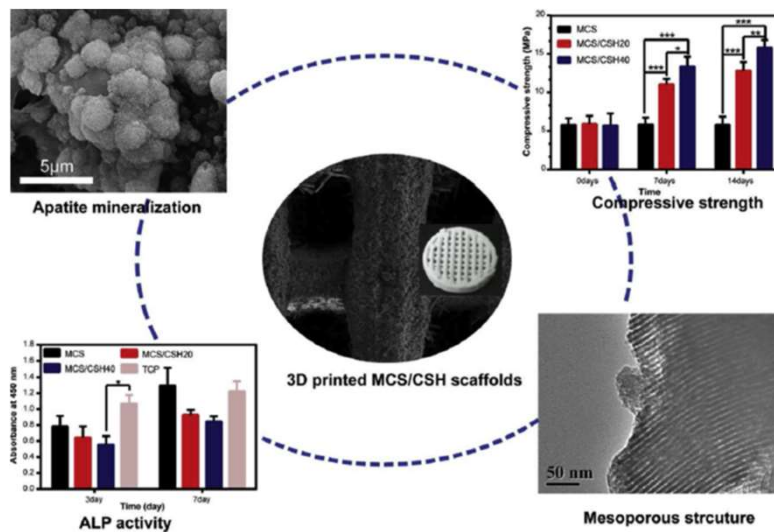 5μm
Apatite mineralization
MCS
MCS/CSH20
MCS/CSH40
Compressive strength (MPa)
20
15
10
5
0
***
***
*
***
***
**
0days
7days
14days
Time
Compressive strength
3D printed MCS/CSH scaffolds
MCS
MCS/CSH20
MCS/CSH40
TCP
Absorbance at 450 nm
1.8
1.6
1.4
1.2
1.0
0.8
0.6
0.4
0.2
0.0
*
3day
7day
Time (day)
ALP activity
50 nm
Mesoporous strcuture